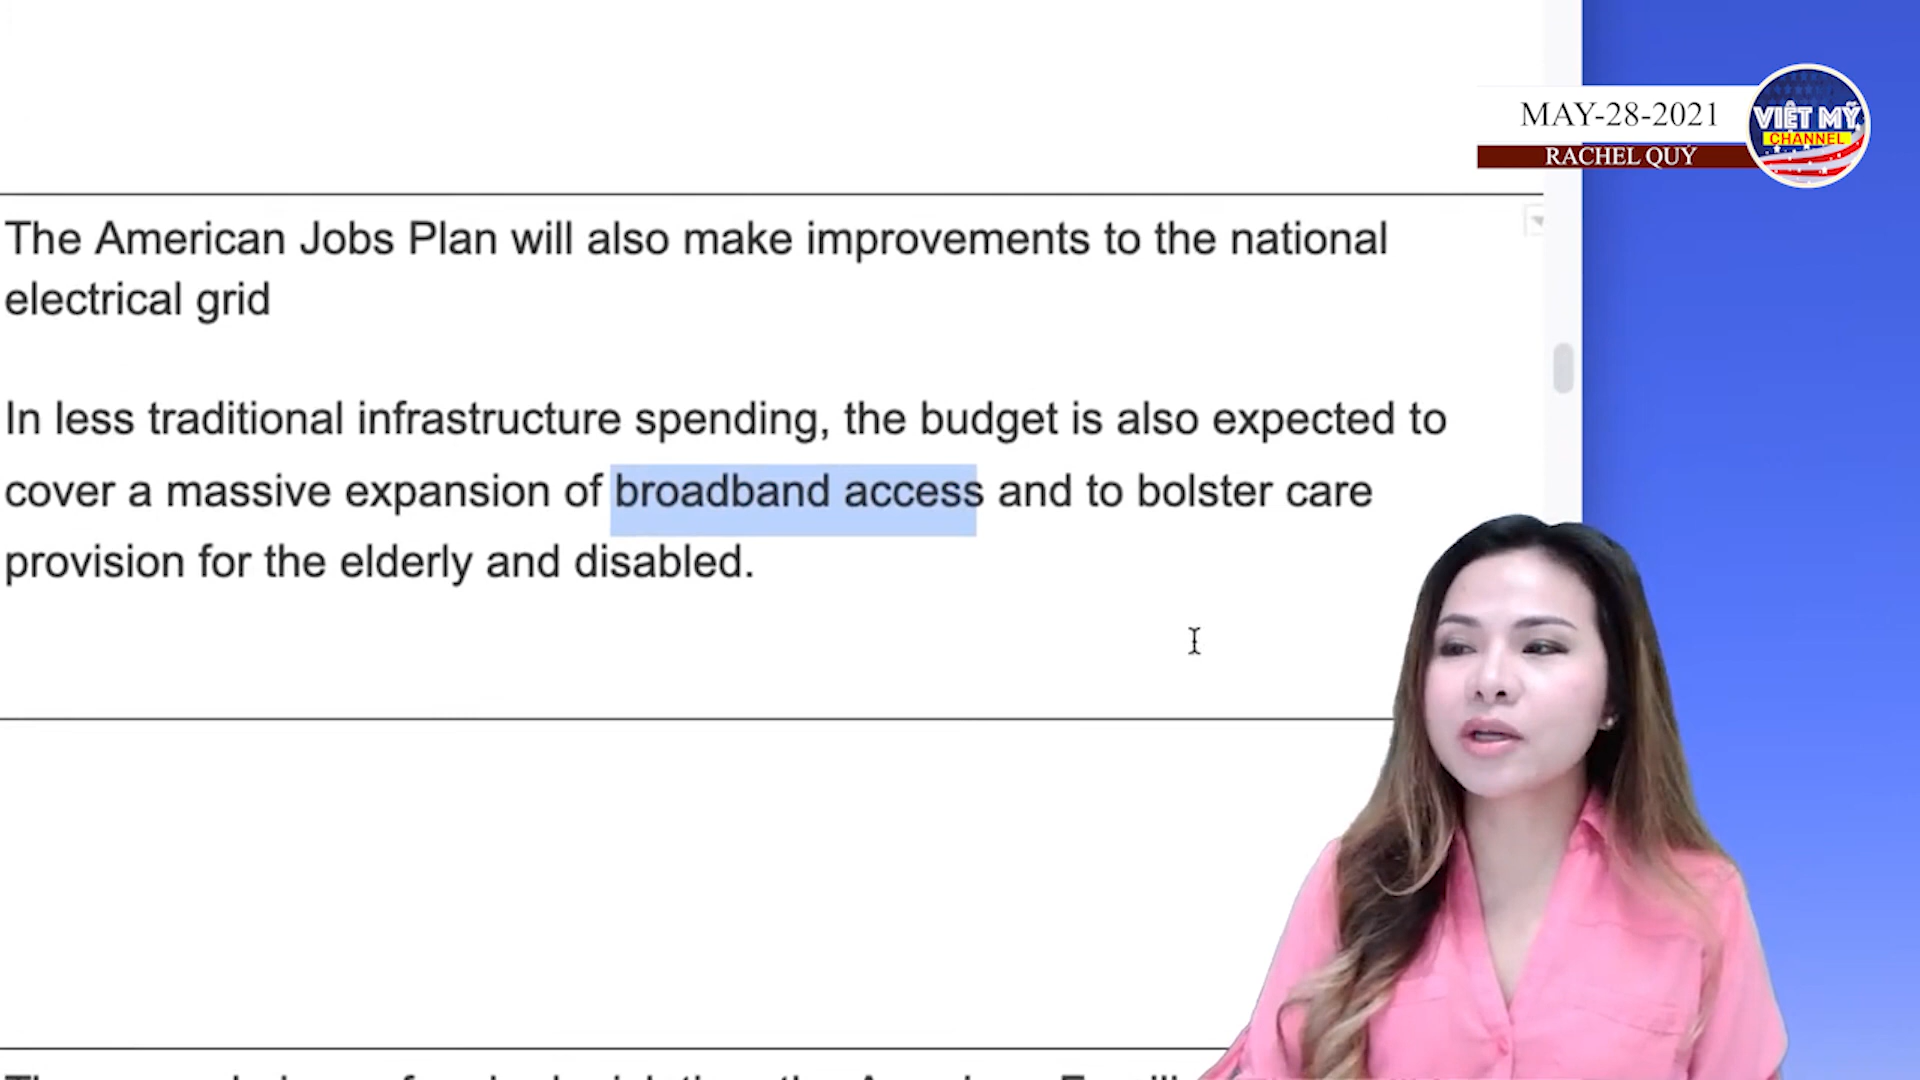 MAY-28-2021
RACHEL QUÝ
VIỆT MỸ
CHANNEL
The American Jobs Plan will also make improvements to the national
electrical grid
In less traditional infrastructure spending, the budget is also expected to
cover a massive expansion of broadband access and to bolster care
provision for the elderly and disabled.